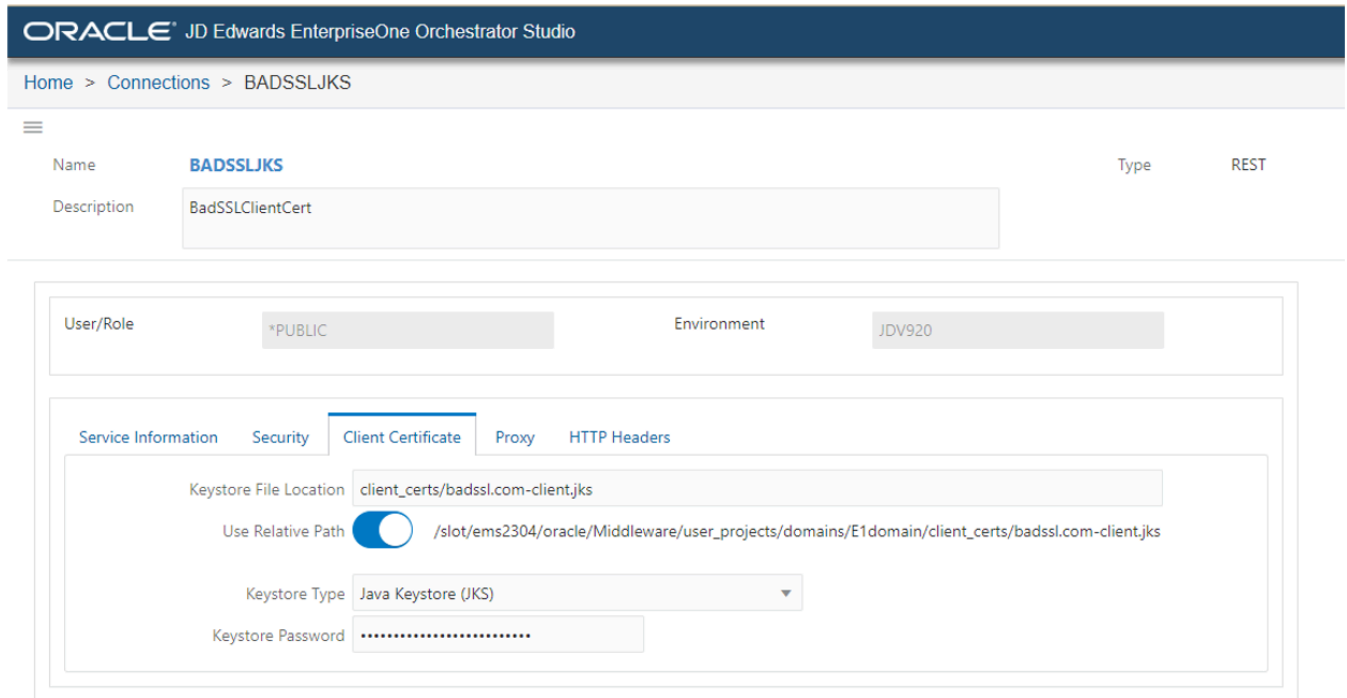 ORACLE® JD Edwards EnterpriseOne Orchestrator Studio
Home > Connections > BADSSLJKS
Name BADSSLJKS Type REST
Description BadSSLClientCert
User/Role *PUBLIC Environment JDV920
Service Information Security Client Certificate Proxy HTTP Headers
Keystore File Location client_certs/badssl.com-client.jks
Use Relative Path /slot/ems2304/oracle/Middleware/user_projects/domains/E1domain/client_certs/badssl.com-client.jks
Keystore Type Java Keystore (JKS)
Keystore Password ••••••••••••••••••••••••••